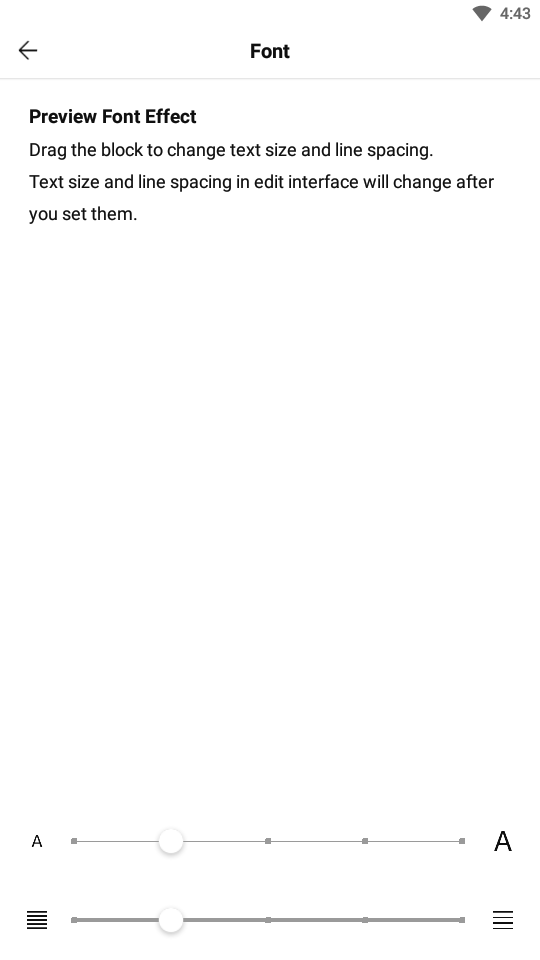 4:43
Font
Preview Font Effect
Drag the block to change text size and line spacing.
Text size and line spacing in edit interface will change after
you set them.
A
A